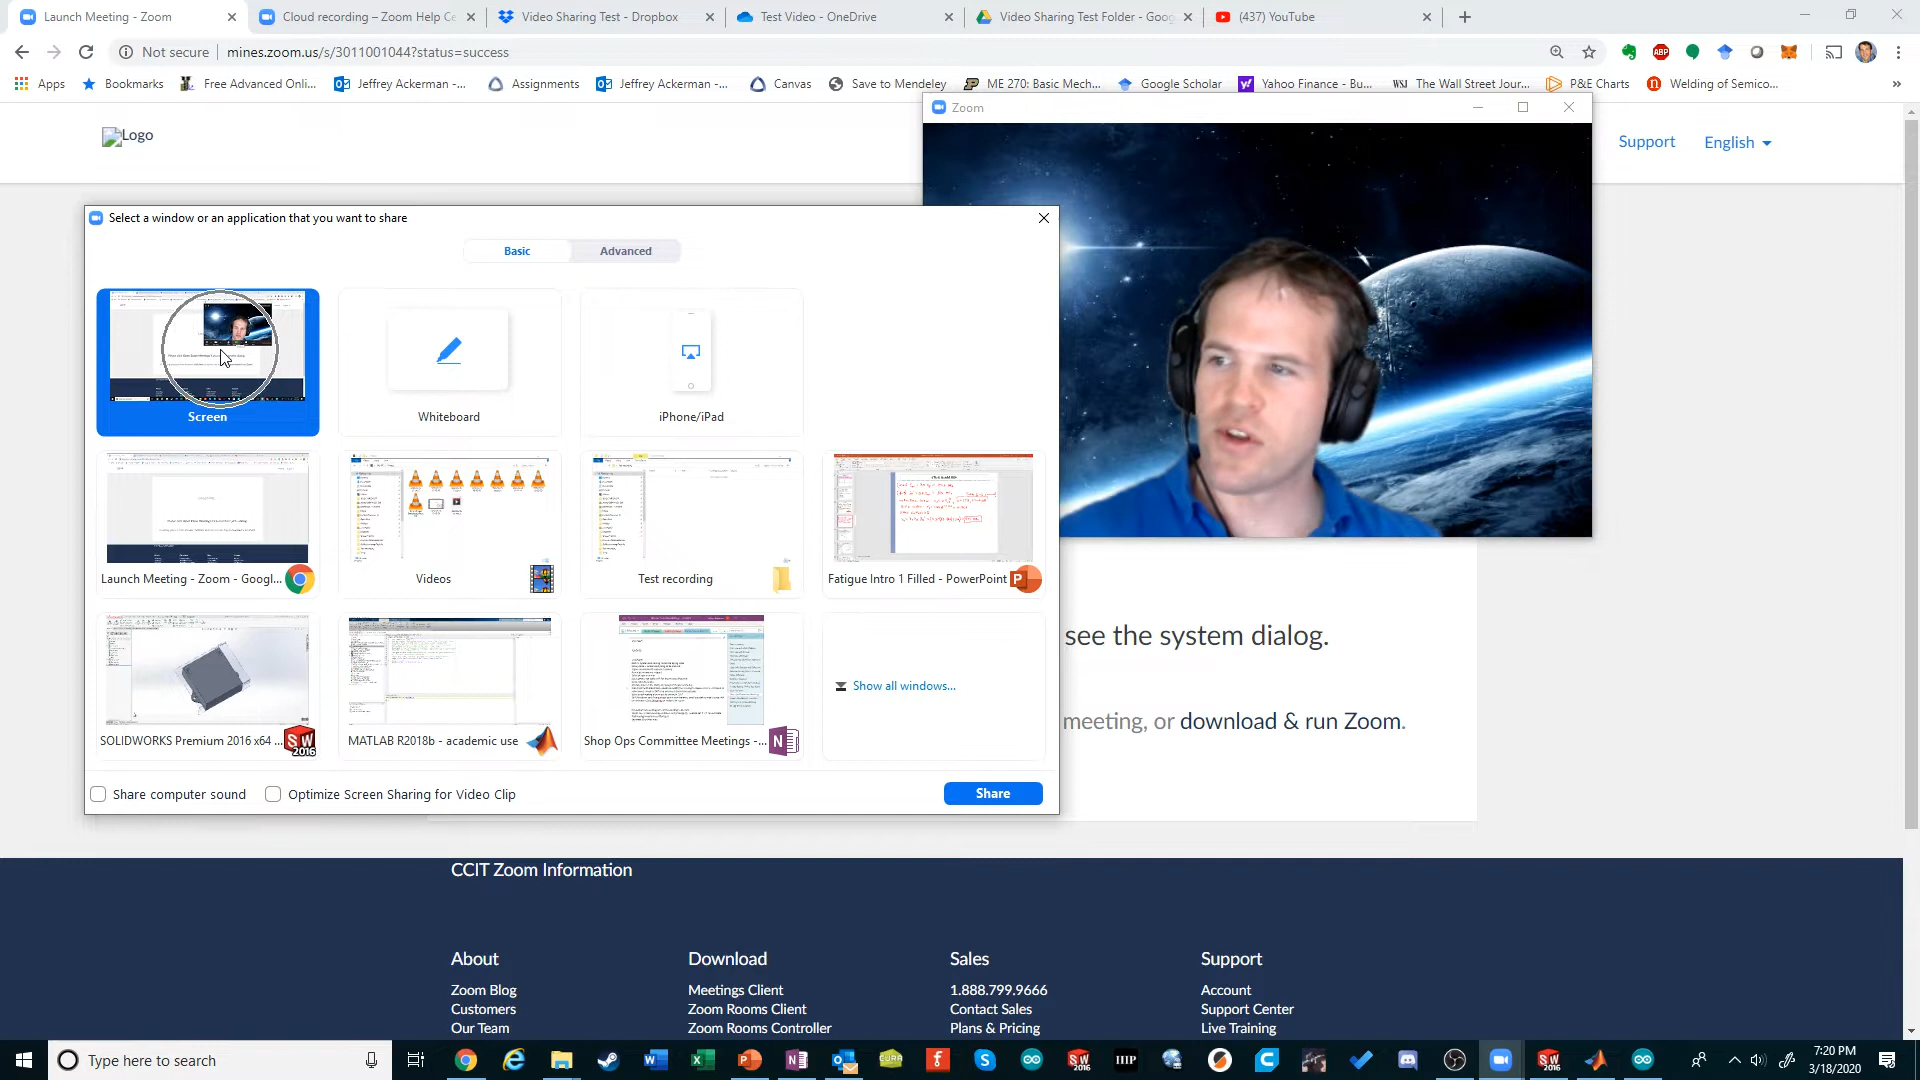 Launch Meeting - Zoom
Cloud recording – Zoom Help Ce
Video Sharing Test - Dropbox
Test Video - OneDrive
Video Sharing Test Folder - Goog
(437) YouTube
Not secure
mines.zoom.us/s/3011001044?status=success
ABP
Apps
Bookmarks
Free Advanced Onli...
Jeffrey Ackerman -...
Assignments
Jeffrey Ackerman -...
Canvas
Save to Mendeley
ME 270: Basic Mech...
Google Scholar
Yahoo Finance - Bu...
WSJ
The Wall Street Jour...
P&E Charts
Welding of Semico...
Zoom
Logo
Support
English
Select a window or an application that you want to share
Basic
Advanced
Screen
Whiteboard
iPhone/iPad
Launch Meeting - Zoom - Googl...
Videos
Test recording
Fatigue Intro 1 Filled - PowerPoint
SOLIDWORKS Premium 2016 x64 ...
MATLAB R2018b - academic use
Shop Ops Committee Meetings -...
Show all windows...
Share computer sound
Optimize Screen Sharing for Video Clip
Share
see the system dialog.
meeting, or download & run Zoom.
CCIT Zoom Information
About
Download
Sales
Support
Zoom Blog
Meetings Client
1.888.799.9666
Account
Customers
Zoom Rooms Client
Contact Sales
Support Center
Our Team
Zoom Rooms Controller
Plans & Pricing
Live Training
Type here to search
7:20 PM
3/18/2020